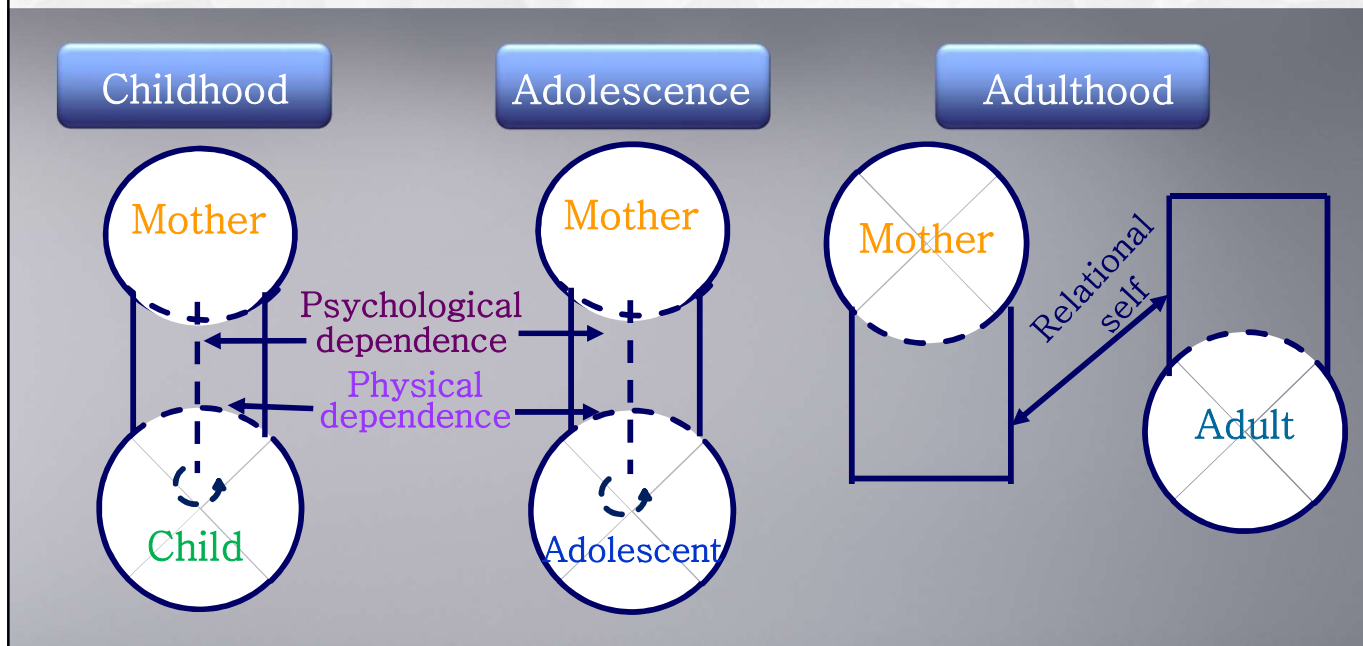 Childhood
Adolescence
Adulthood
Mother
Mother
Mother
Psychological
dependence
Physical
dependence
Relational
self
Child
Adolescent
Adult